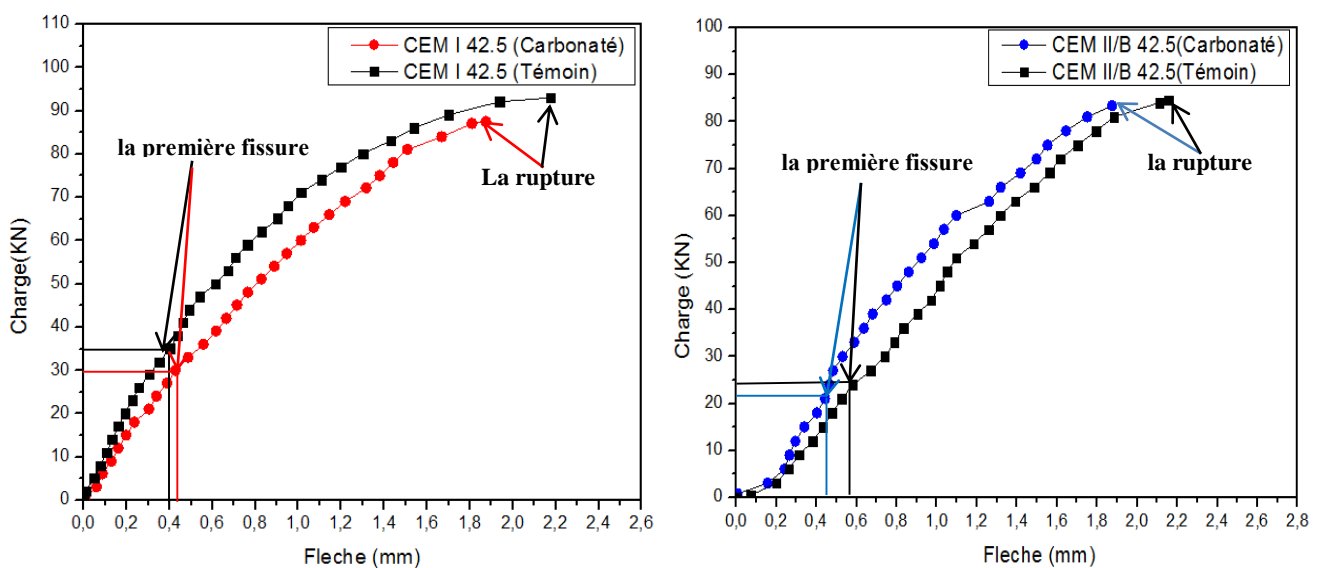 110
100
90
80
70
60
50
40
30
20
10
0
Charge(KN)
CEM I 42.5 (Carbonaté)
CEM I 42.5 (Témoin)
la première fissure
La rupture
0,0 0,2 0,4 0,6 0,8 1,0 1,2 1,4 1,6 1,8 2,0 2,2 2,4 2,6
Fleche (mm)
100
90
80
70
60
50
40
30
20
10
0
Charge (KN)
CEM II/B 42.5(Carbonaté)
CEM II/B 42.5(Témoin)
la première fissure
la rupture
0,0 0,2 0,4 0,6 0,8 1,0 1,2 1,4 1,6 1,8 2,0 2,2 2,4 2,6 2,8
Fleche (mm)